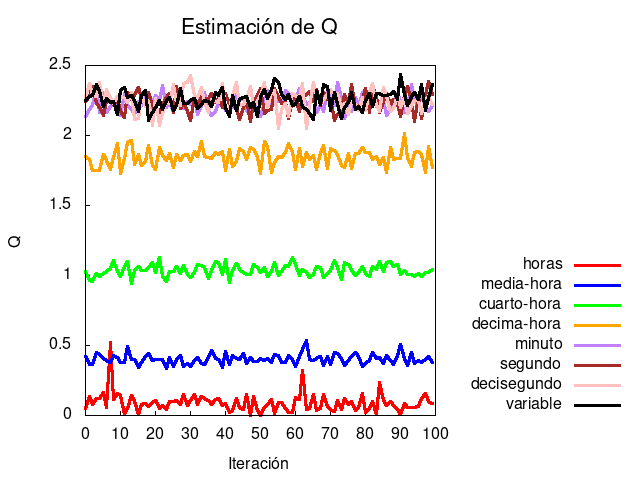 Estimación de Q
2.5
2
1.5
1
0.5
0
Q
0 10 20 30 40 50 60 70 80 90 100
Iteración
horas
media-hora
cuarto-hora
decima-hora
minuto
segundo
decisegundo
variable